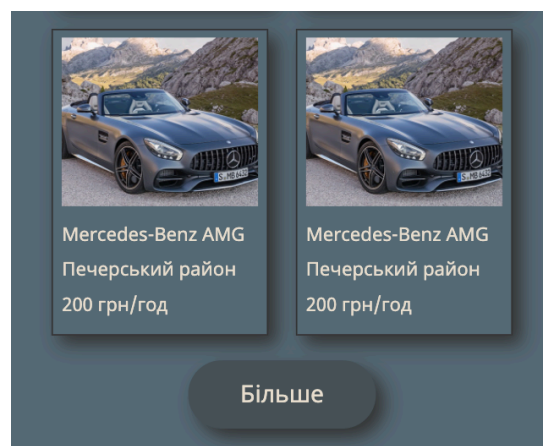 Mercedes-Benz AMG
Печерський район
200 грн/год
Mercedes-Benz AMG
Печерський район
200 грн/год
Більше